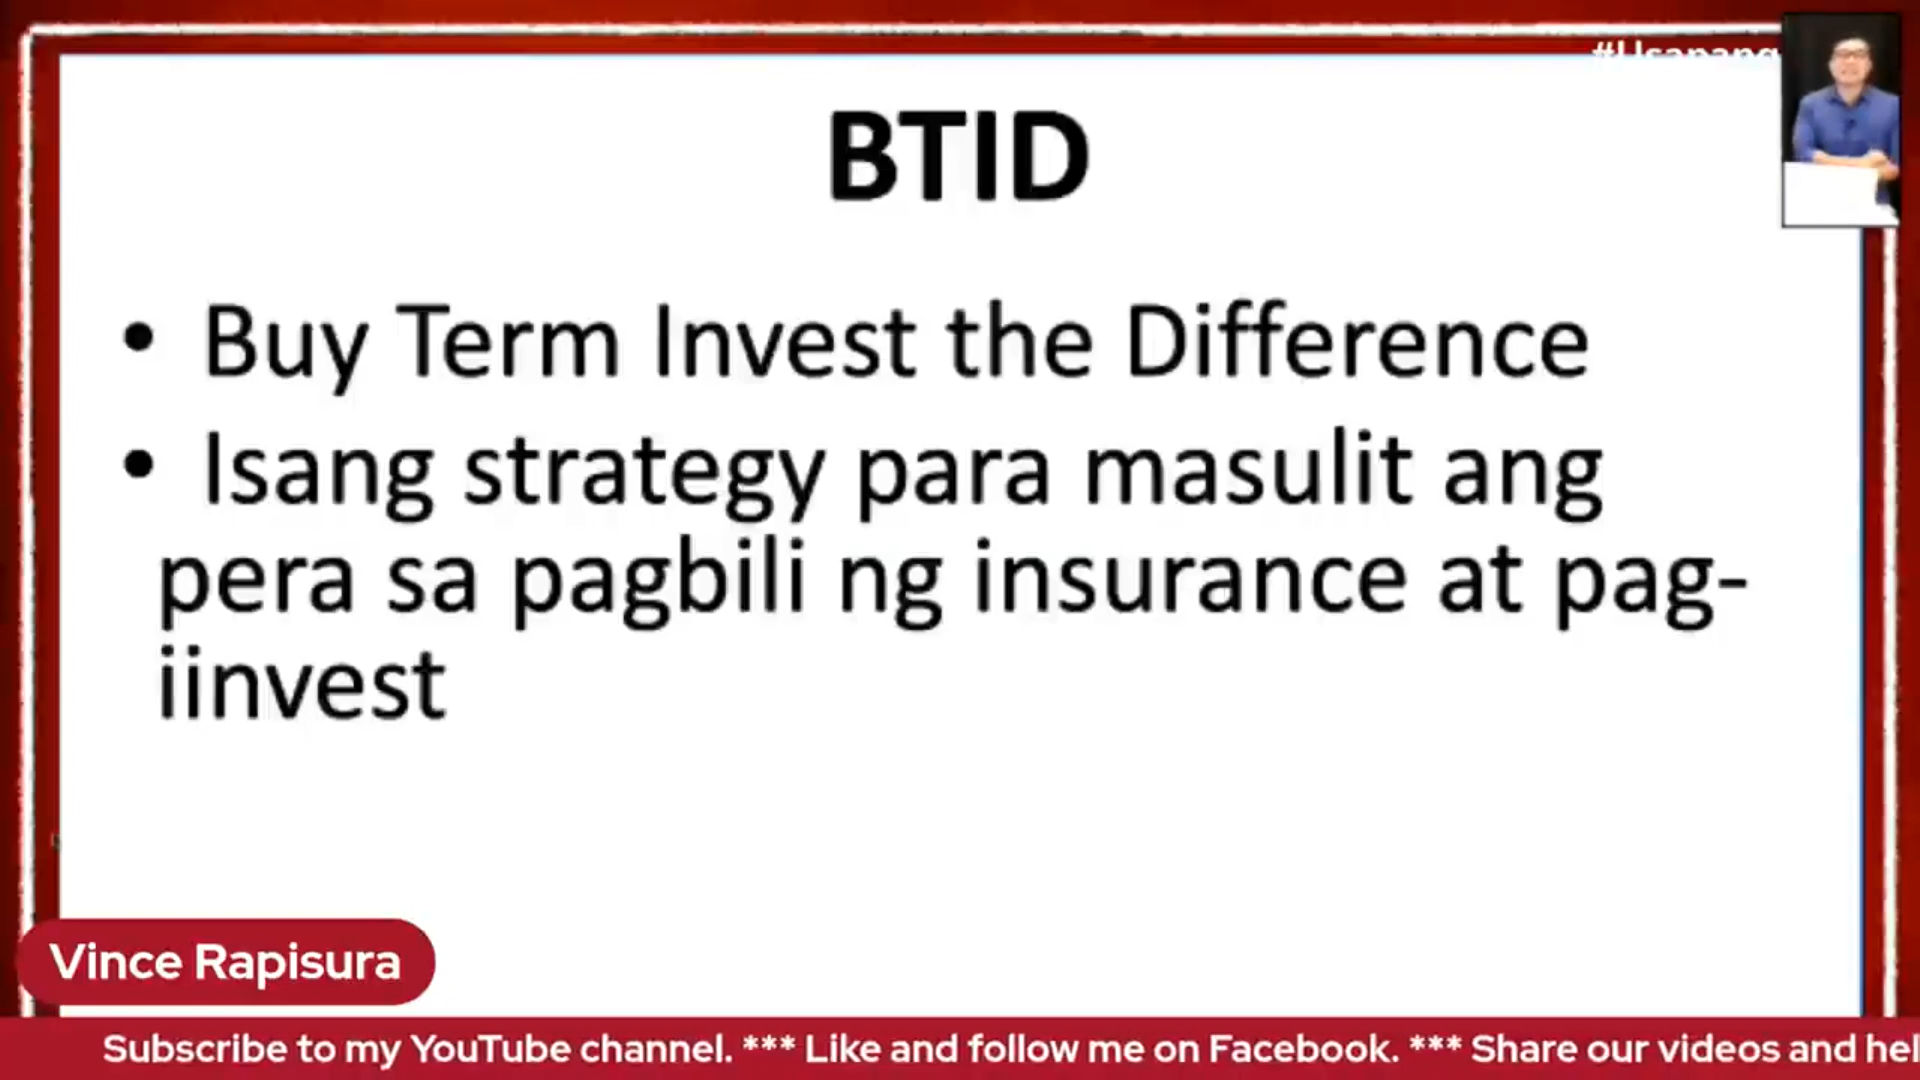 BTID
• Buy Term Invest the Difference
• Isang strategy para masulit ang
pera sa pagbili ng insurance at pag-
iinvest
Vince Rapisura
Subscribe to my YouTube channel. *** Like and follow me on Facebook. *** Share our videos and hel